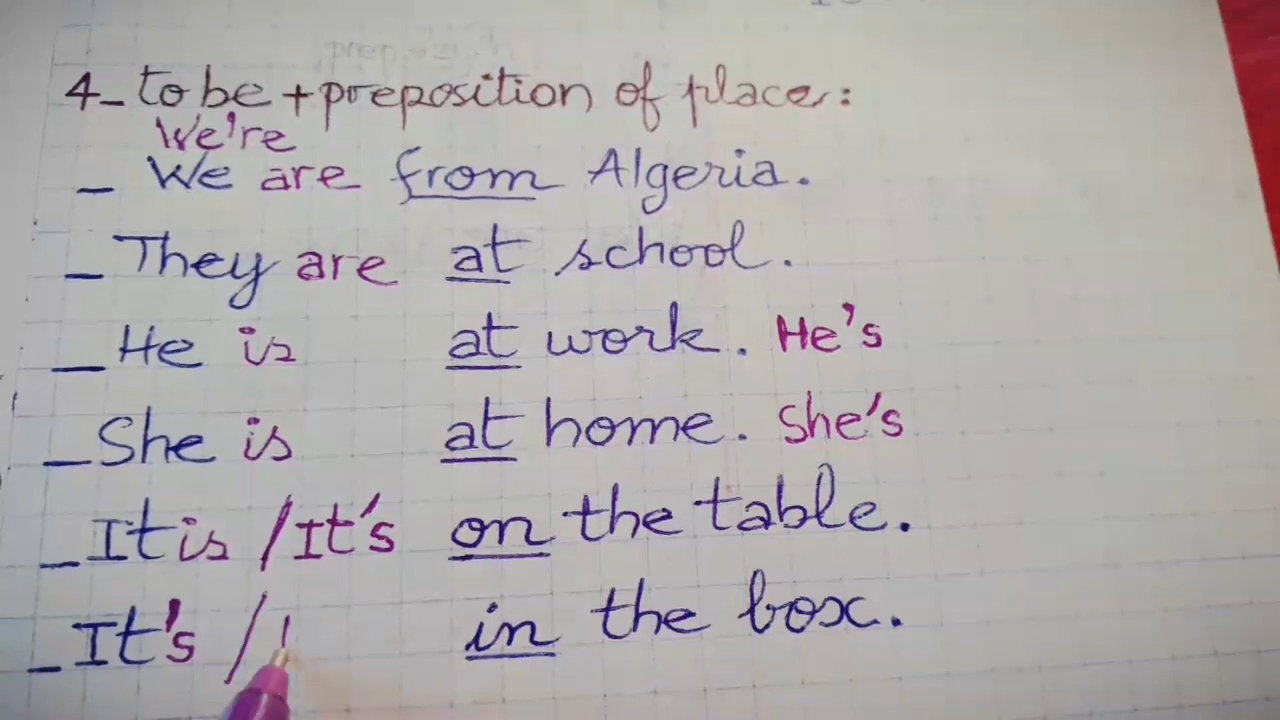 4_ to be + preposition of place:
We're
_ We are from Algeria.
_ They are at school.
_ He is at work. He's
_ She is at home. She's
_ It is / It's on the table.
_ It's / in the box.